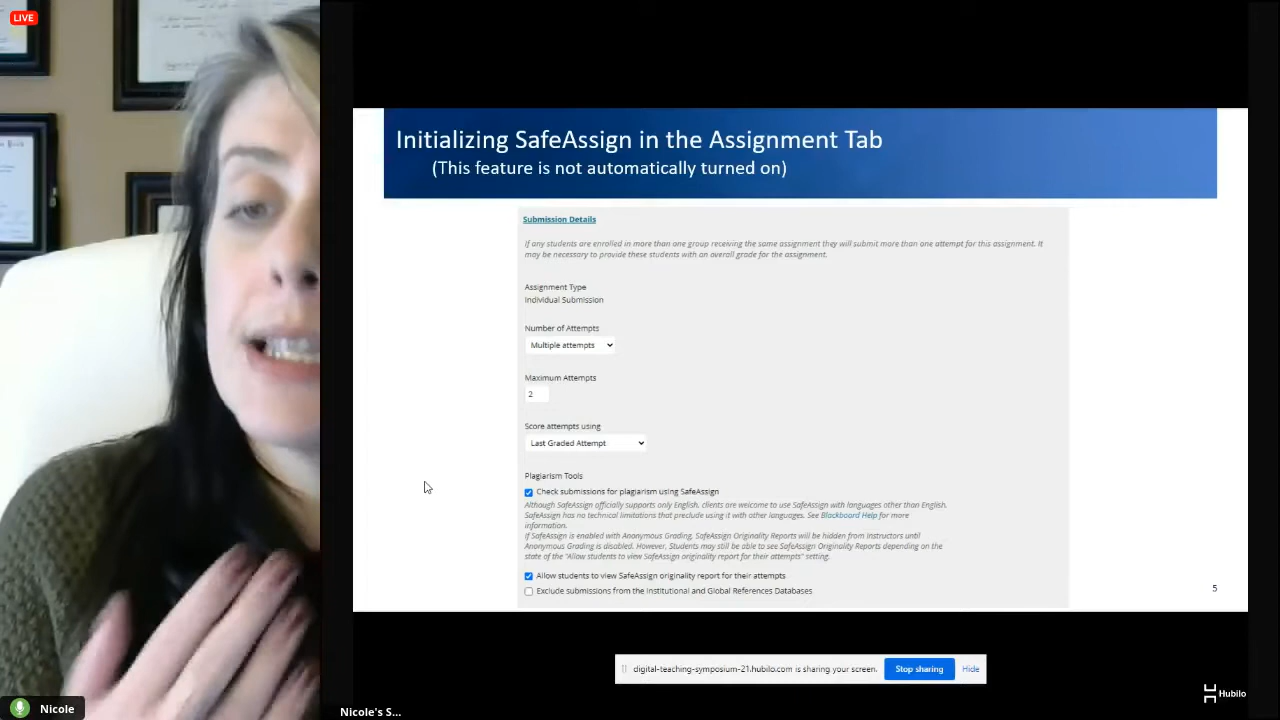 LIVE
Initializing SafeAssign in the Assignment Tab
(This feature is not automatically turned on)
Submission Details
If any students are enrolled in more than one group receiving the same assignment they will submit more than one attempt for this assignment. It
may be necessary to provide these students with an overall grade for the assignment.
Assignment Type
Individual Submission
Number of Attempts
Multiple attempts
Maximum Attempts
2
Score attempts using
Last Graded Attempt
Plagiarism Tools
Check submissions for plagiarism using SafeAssign
Although SafeAssign officially supports only English, clients are welcome to use SafeAssign with languages other than English.
SafeAssign has no technical limitations that preclude using it with other languages. See Blackboard Help for more
information.
If SafeAssign is enabled with Anonymous Grading, SafeAssign Originality Reports will be hidden from Instructors until
Anonymous Grading is disabled. However, Students may still be able to see SafeAssign Originality Reports depending on the
state of the "Allow students to view SafeAssign originality report for their attempts" setting.
Allow students to view SafeAssign originality report for their attempts
Exclude submissions from the Institutional and Global References Databases
5
digital-teaching-symposium-21.hubilo.com is sharing your screen.
Stop sharing
Hide
Hubilo
Nicole
Nicole's S...